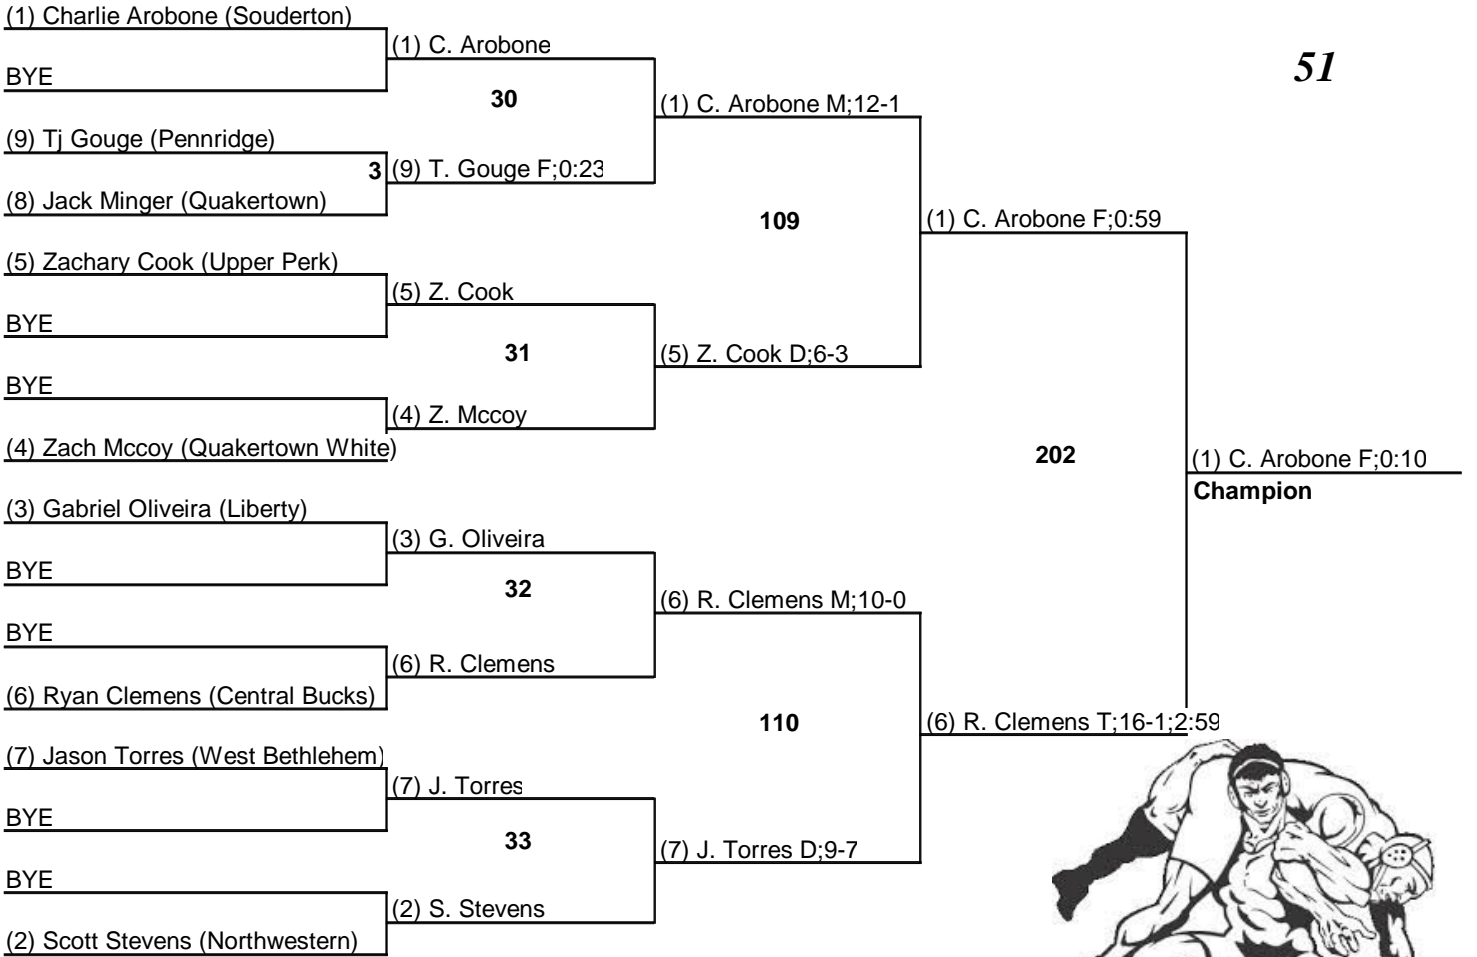 (1) Charlie Arobone (Souderton)
BYE
(9) Tj Gouge (Pennridge)
(8) Jack Minger (Quakertown)
(5) Zachary Cook (Upper Perk)
BYE
BYE
(4) Zach Mccoy (Quakertown White)
(3) Gabriel Oliveira (Liberty)
BYE
BYE
(6) Ryan Clemens (Central Bucks)
(7) Jason Torres (West Bethlehem)
BYE
BYE
(2) Scott Stevens (Northwestern)
(1) C. Arobone
30
3 (9) T. Gouge F;0:23
(5) Z. Cook
31
(4) Z. Mccoy
(3) G. Oliveira
32
(6) R. Clemens
(7) J. Torres
33
(2) S. Stevens
(1) C. Arobone M;12-1
109
(5) Z. Cook D;6-3
(6) R. Clemens M;10-0
110
(7) J. Torres D;9-7
(1) C. Arobone F;0:59
202
(6) R. Clemens T;16-1;2:59
51
(1) C. Arobone F;0:10
Champion